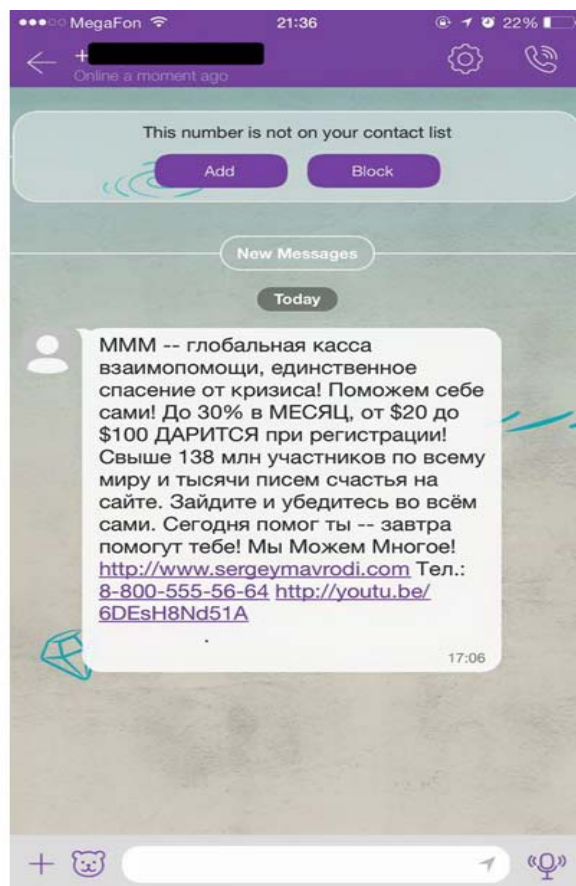 MegaFon 21:36 22%
+
Online a moment ago
This number is not on your contact list
Add Block
New Messages
Today
МММ -- глобальная касса
взаимопомощи, единственное
спасение от кризиса! Поможем себе
сами! До 30% в МЕСЯЦ, от $20 до
$100 ДАРИТСЯ при регистрации!
Свыше 138 млн участников по всему
миру и тысячи писем счастья на
сайте. Зайдите и убедитесь во всём
сами. Сегодня помог ты -- завтра
помогут тебе! Мы Можем Многое!
http://www.sergeymavrodi.com Тел.:
8-800-555-56-64 http://youtu.be/
6DEsH8Nd51A
.
17:06